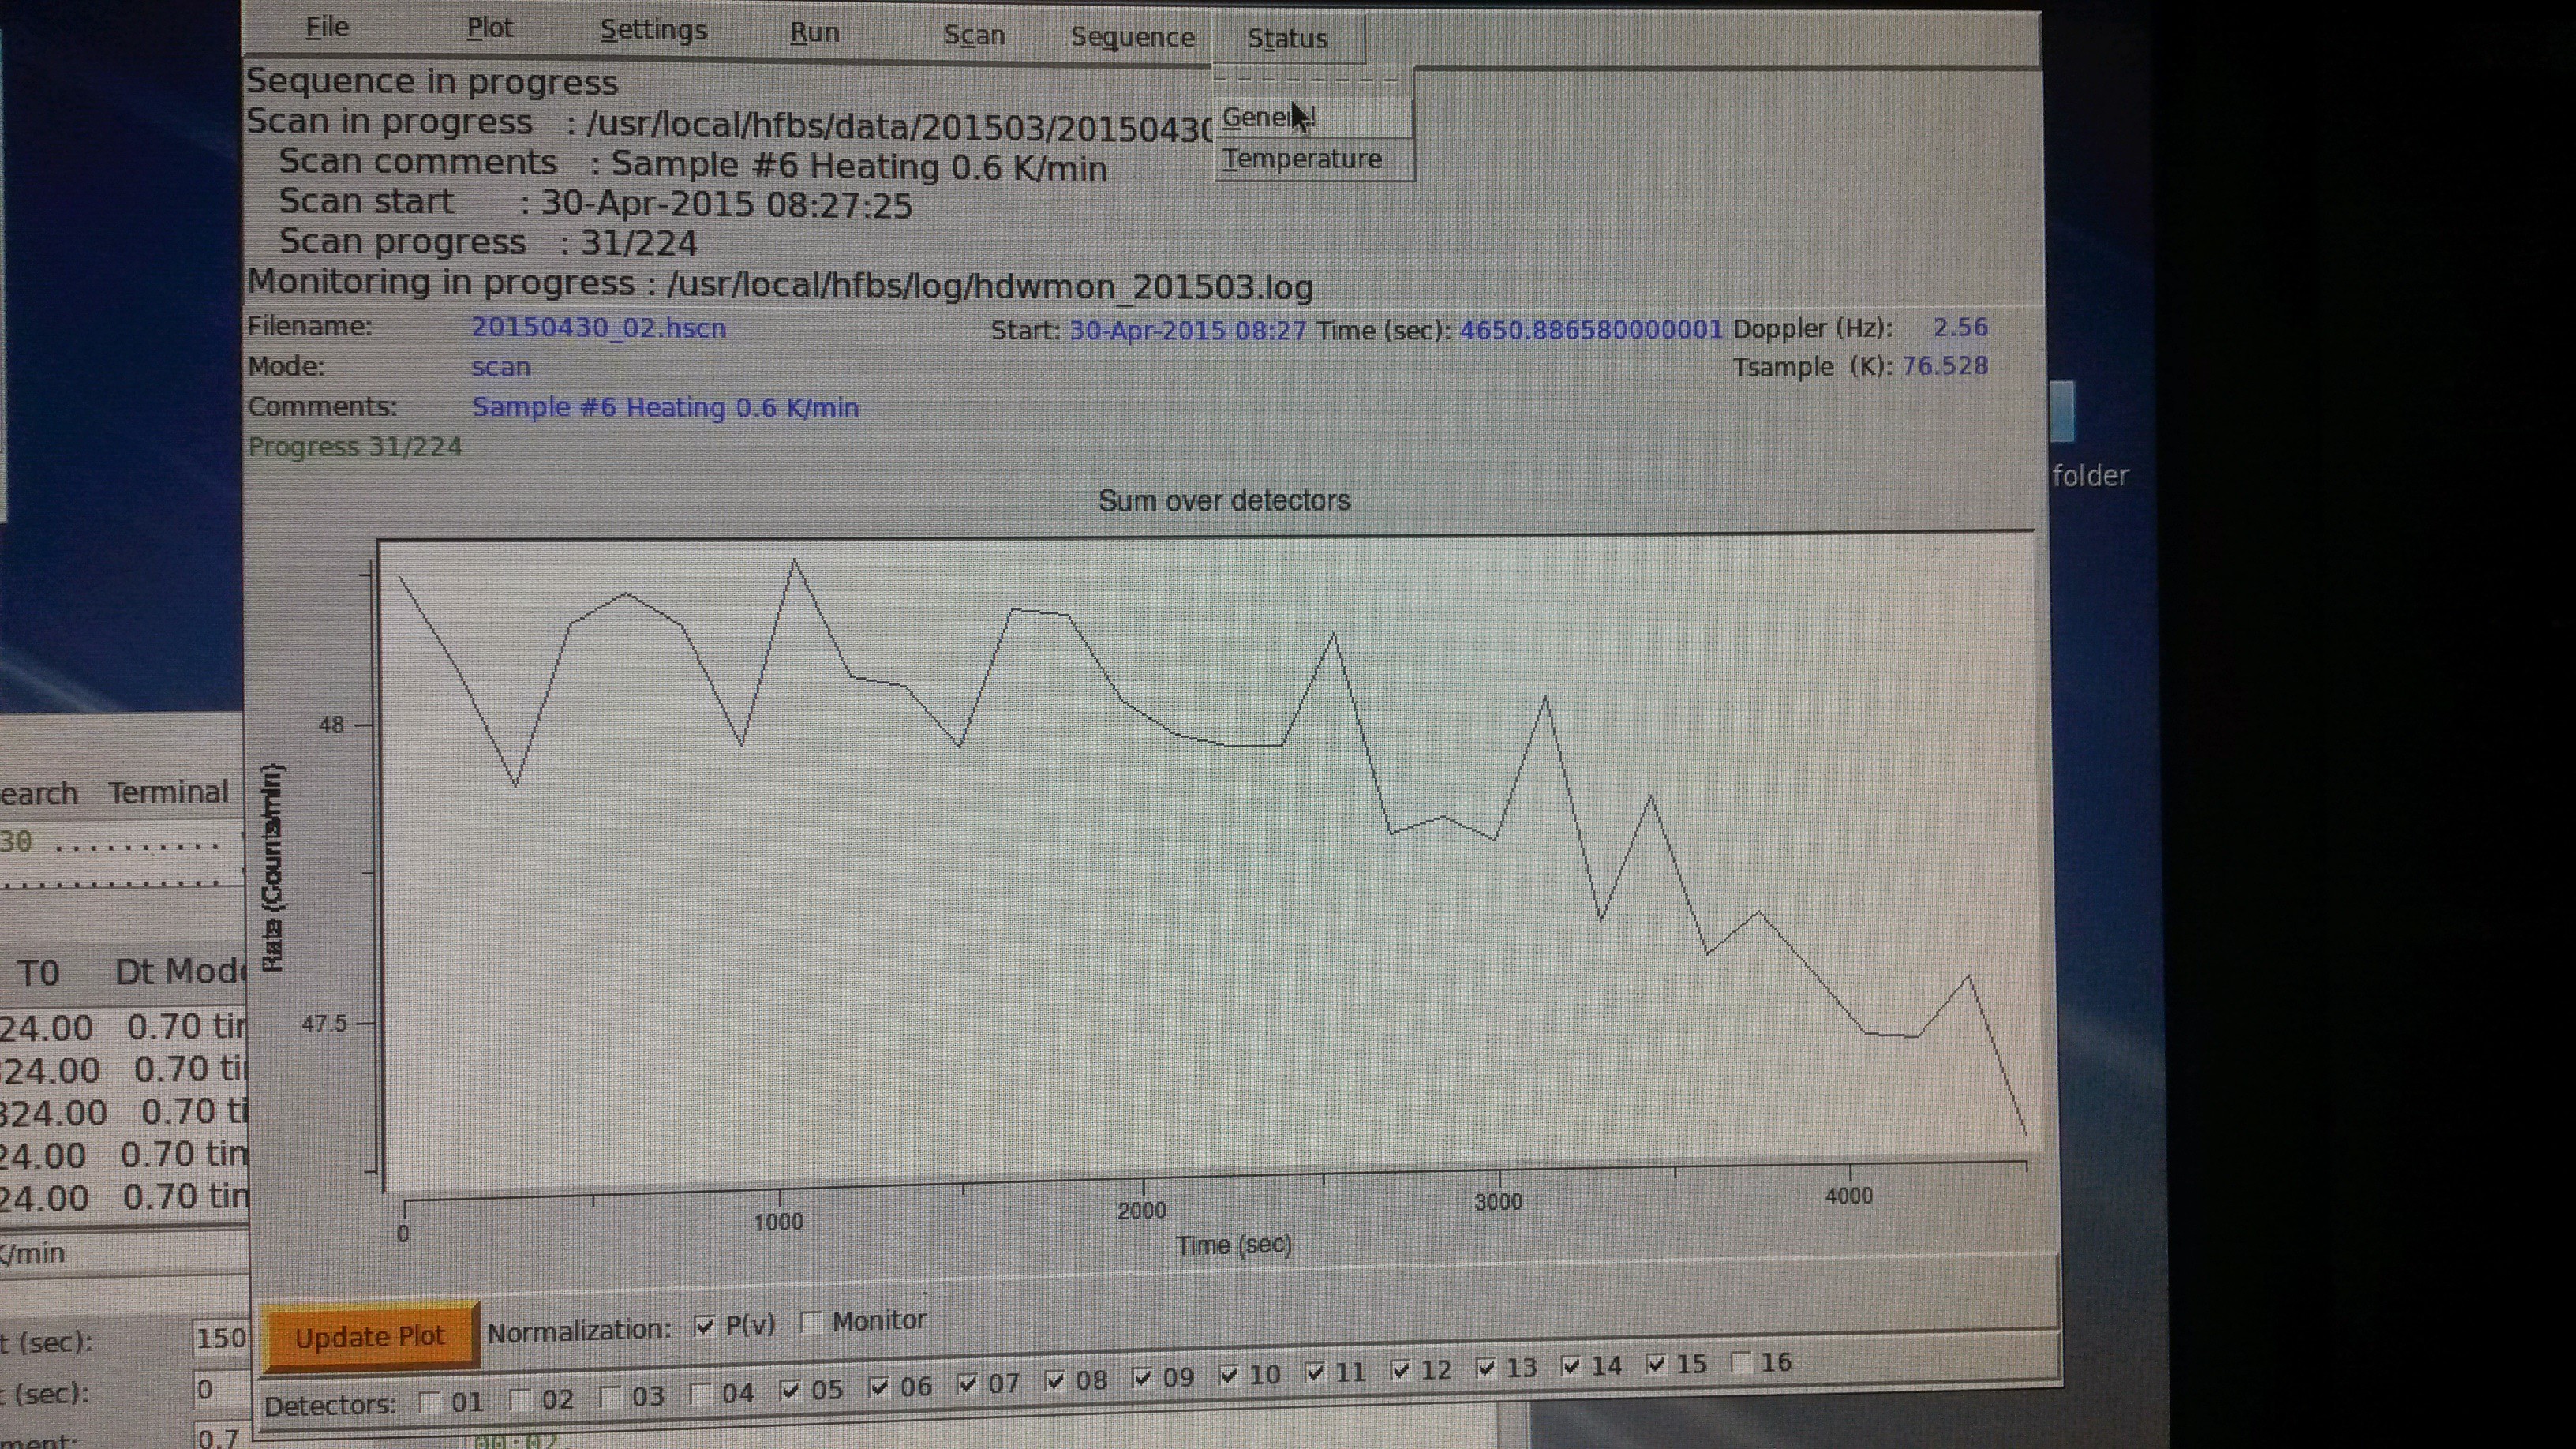 File Plot Settings Run Scan Sequence Status
General
Temperature
Sequence in progress
Scan in progress : /usr/local/hfbs/data/201503/2015043
Scan comments : Sample #6 Heating 0.6 K/min
Scan start : 30-Apr-2015 08:27:25
Scan progress : 31/224
Monitoring in progress : /usr/local/hfbs/log/hdwmon_201503.log
Filename: 20150430_02.hscn Start: 30-Apr-2015 08:27 Time (sec): 4650.886580000001 Doppler (Hz): 2.56
Mode: scan Tsample (K): 76.528
Comments: Sample #6 Heating 0.6 K/min
Progress 31/224
folder
Sum over detectors
48
47.5
Rate (Counts/min)
0 1000 2000 3000 4000
Time (sec)
Update Plot Normalization: P(v) Monitor
Detectors: 01 02 03 04 05 06 07 08 09 10 11 12 13 14 15 16
earch Terminal
30 ..........
.............
T0 Dt Mod
24.00 0.70 tir
24.00 0.70 ti
324.00 0.70 ti
24.00 0.70 tin
24.00 0.70 tin
K/min
t (sec): 150
t (sec): 0
ment: 0.7